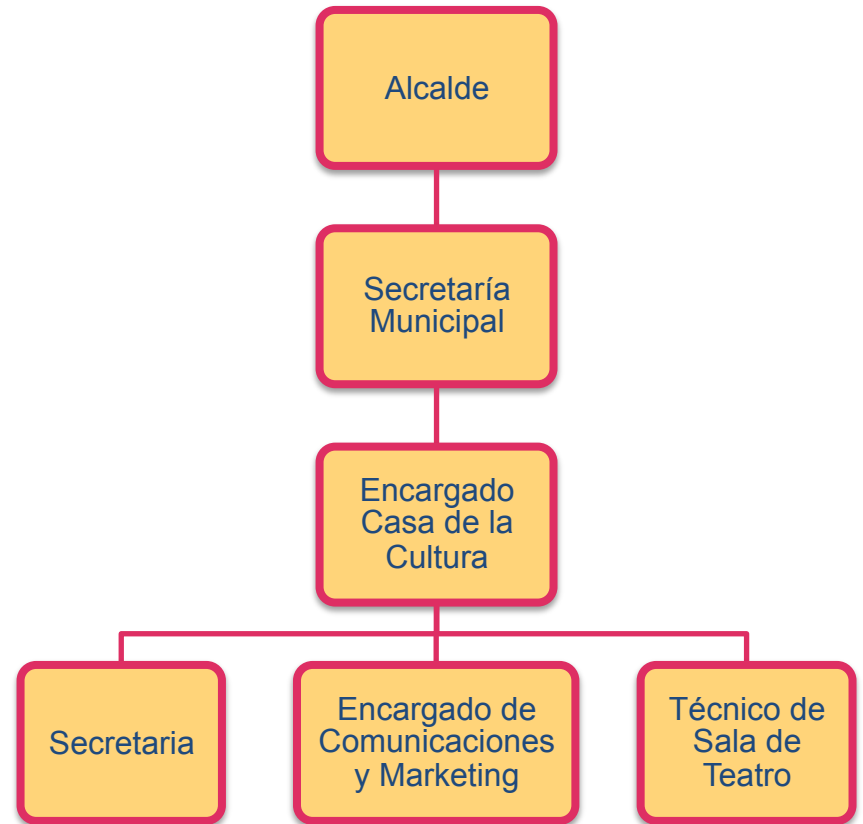 Alcalde
Secretaría
Municipal
Encargado
Casa de la
Cultura
Secretaria
Encargado de
Comunicaciones
y Marketing
Técnico de
Sala de
Teatro